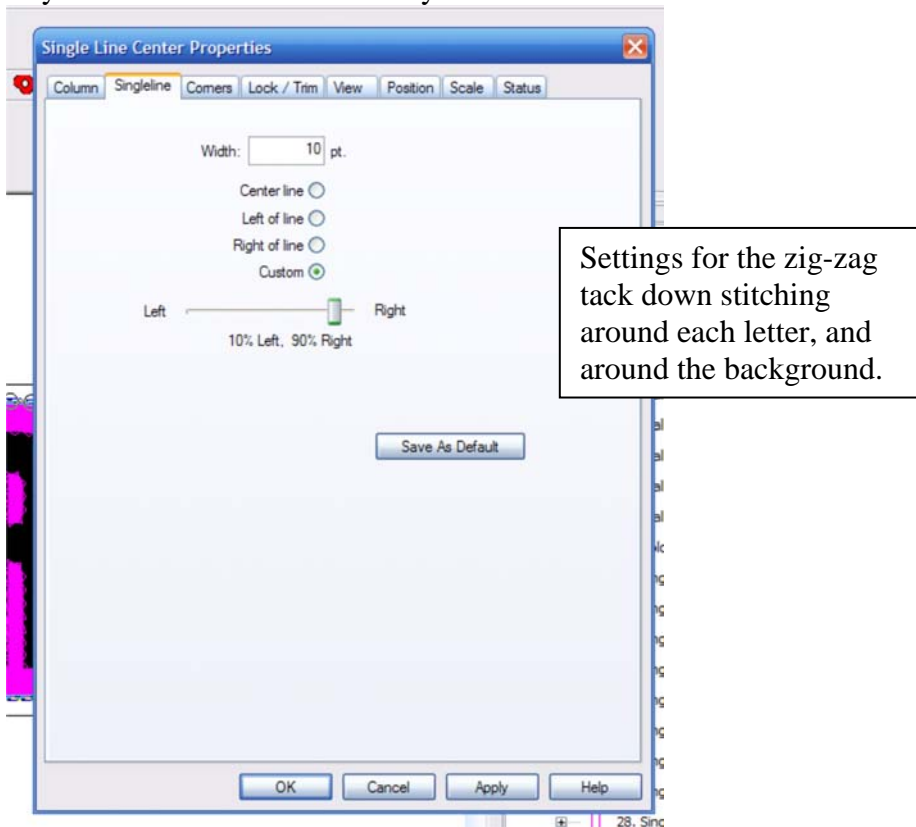 Single Line Center Properties
Column Singleline Corners Lock / Trim View Position Scale Status
Width: 10 pt.
Center line
Left of line
Right of line
Custom
Left Right
10% Left, 90% Right
Save As Default
OK Cancel Apply Help
Settings for the zig-zag
tack down stitching
around each letter, and
around the background.
28. Sinc